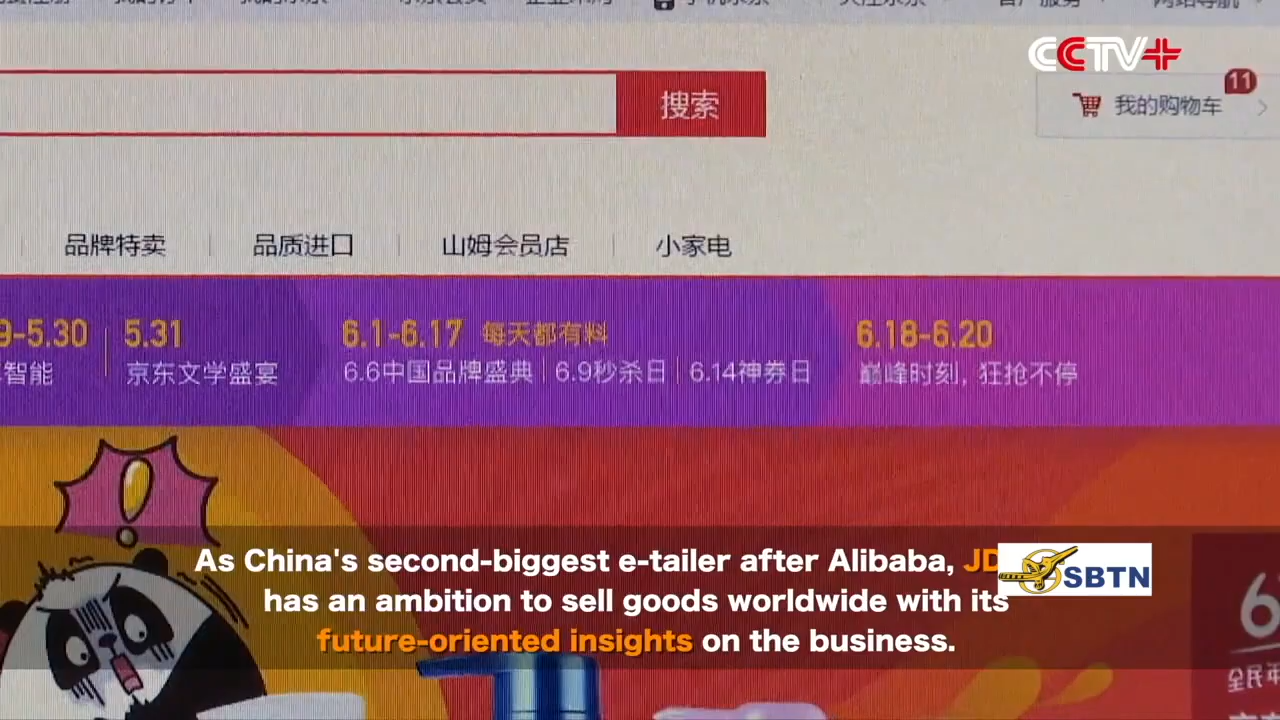 CCTV+
搜索
我的购物车
11
品牌特卖
品质进口
山姆会员店
小家电
5.30
5.31
6.1-6.17 每天都有料
6.18-6.20
智能
京东文学盛宴
6.6中国品牌盛典
6.9秒杀日
6.14神券日
巅峰时刻, 狂抢不停
As China's second-biggest e-tailer after Alibaba, JD
has an ambition to sell goods worldwide with its
future-oriented insights on the business.
SBTN
全民年